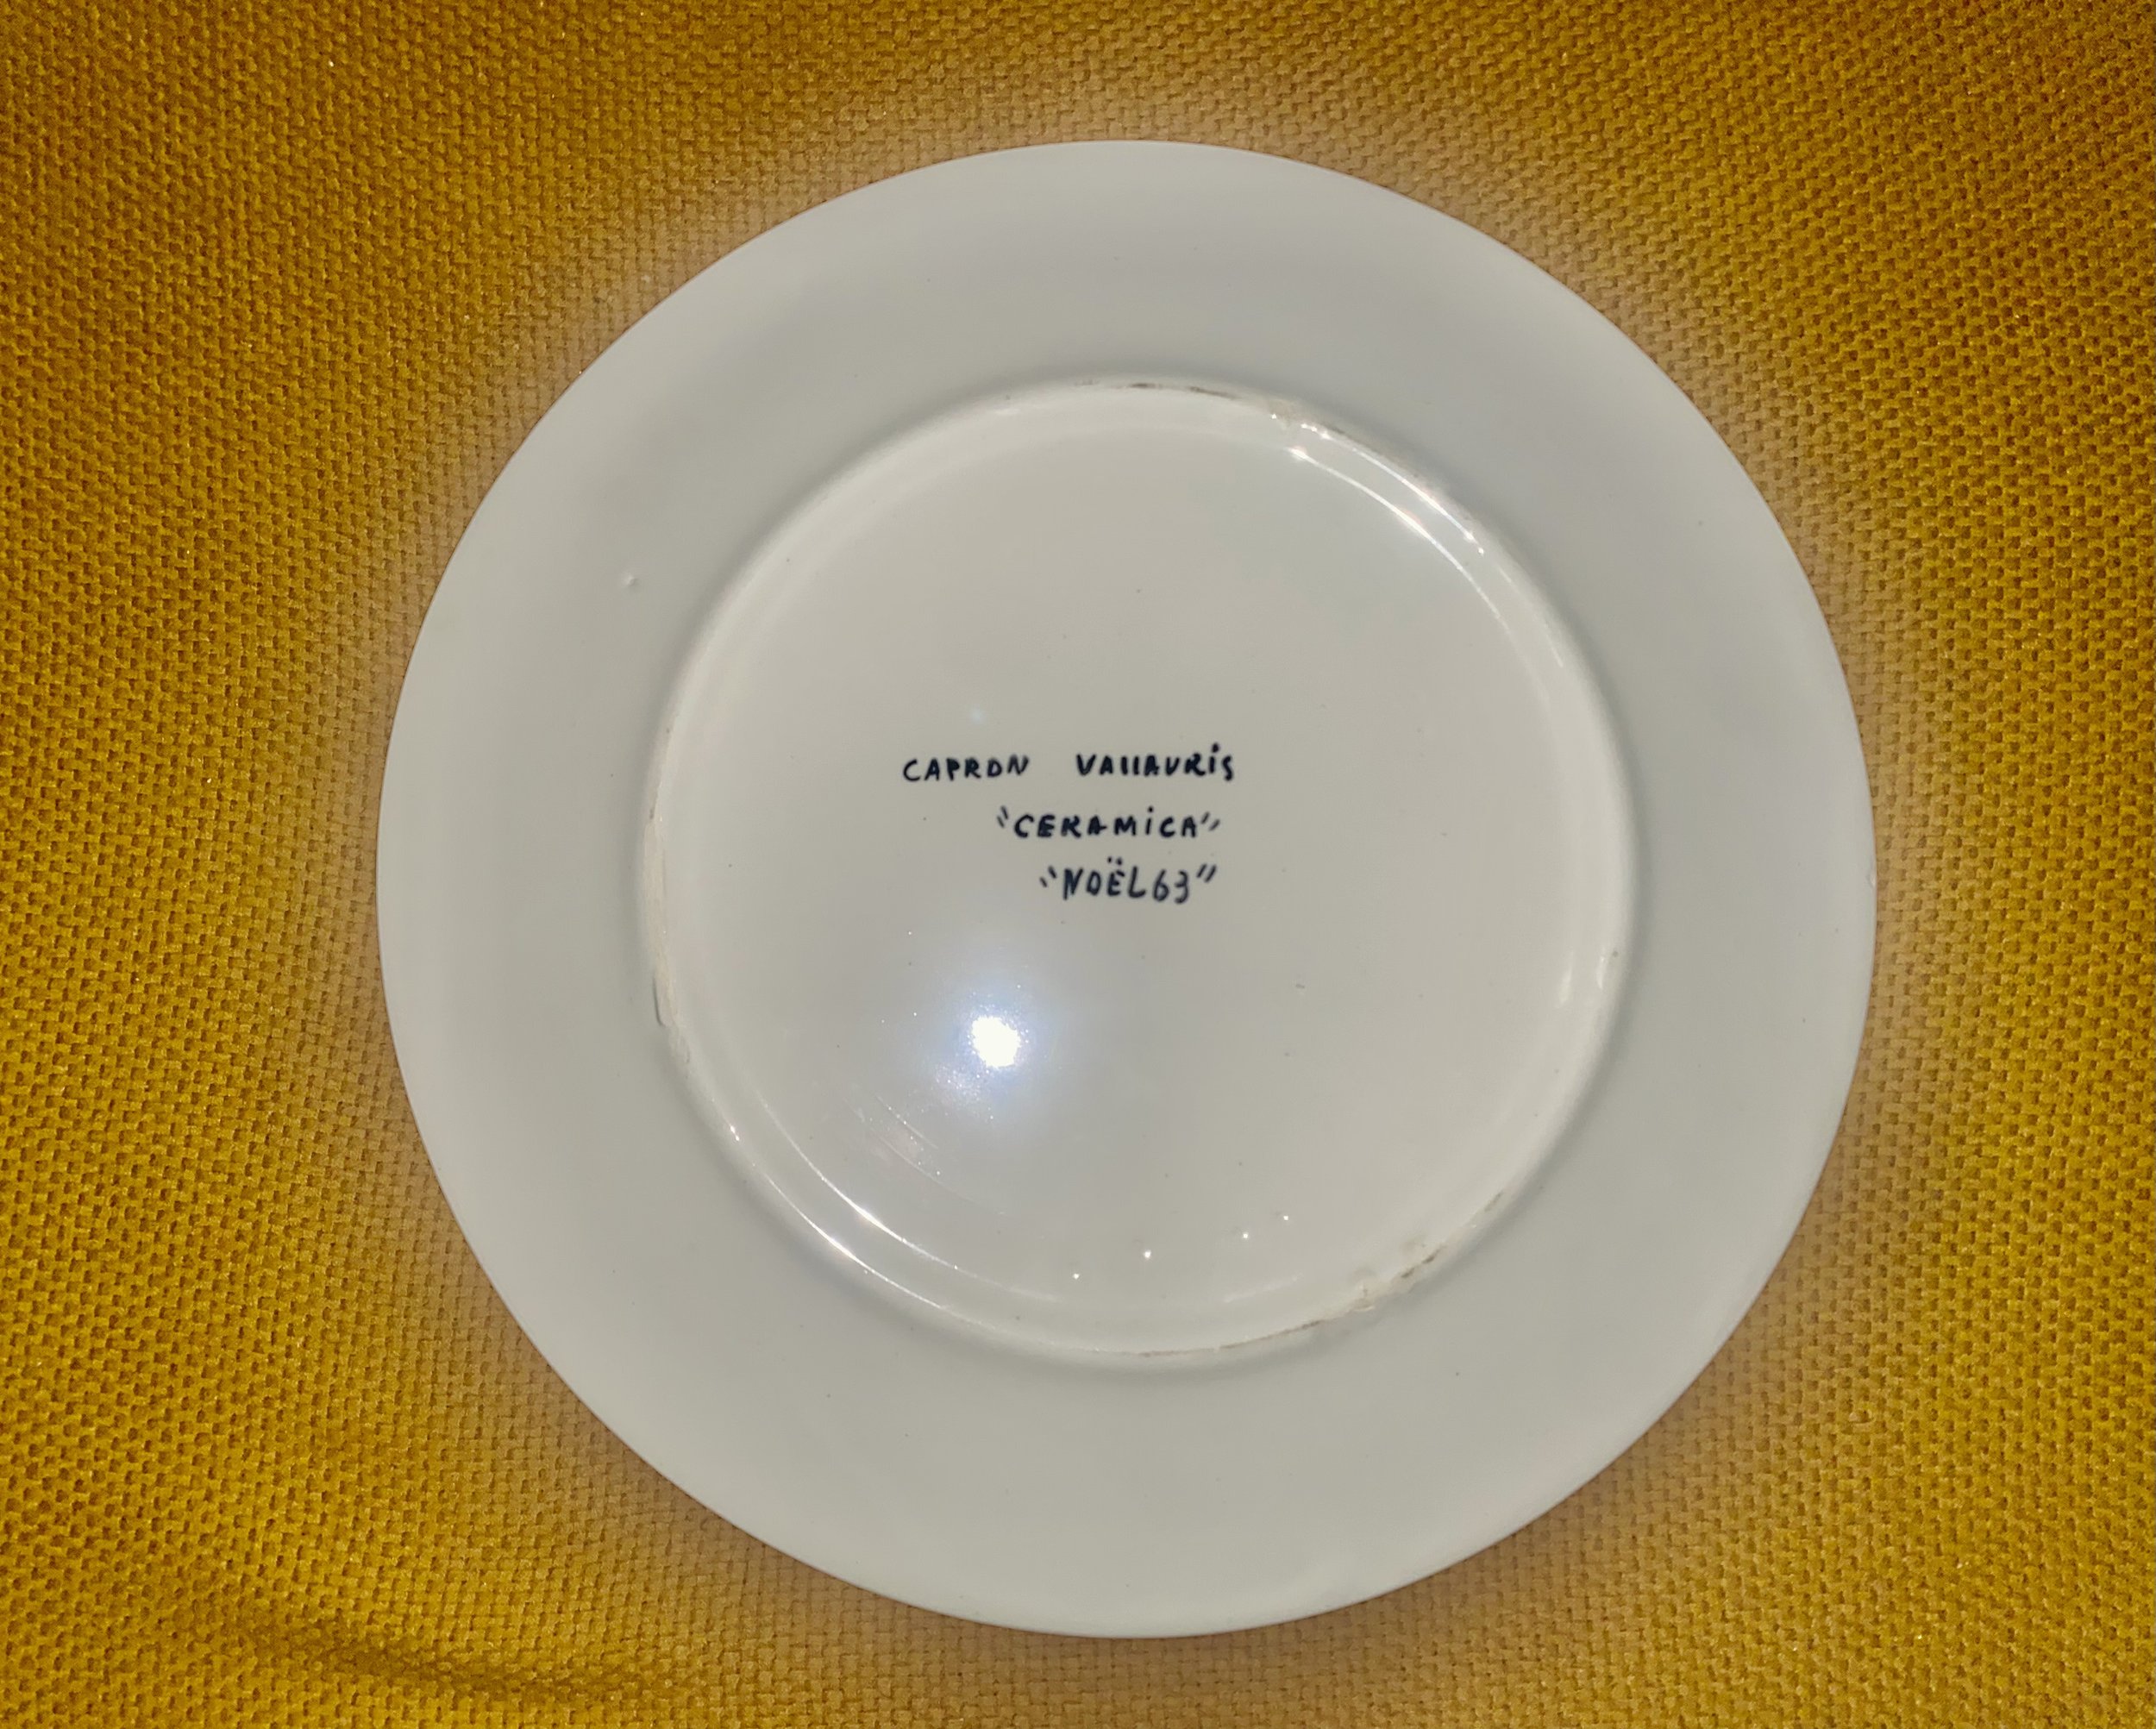 CAPRON VALLAURIS
"CERAMICA"
"NOËL63"